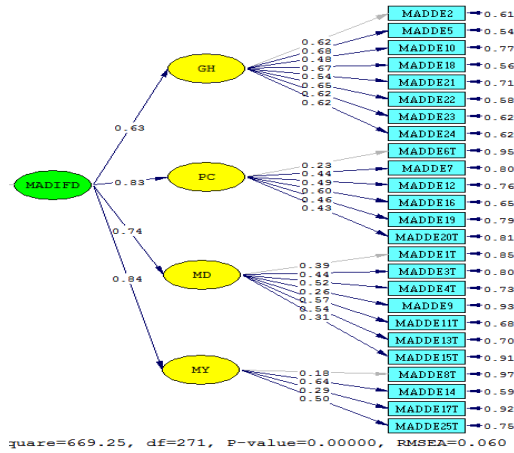 MADIFD
0.63
0.83
0.74
0.84
GH
0.62
0.68
0.48
0.67
0.54
0.65
0.62
0.62
MADDE2 0.61
MADDE5 0.54
MADDE10 0.77
MADDE18 0.56
MADDE21 0.71
MADDE22 0.58
MADDE23 0.62
MADDE24 0.62
PC
0.23
0.44
0.49
0.60
0.46
0.43
MADDE6T 0.95
MADDE7 0.80
MADDE12 0.76
MADDE16 0.65
MADDE19 0.79
MADDE20T 0.81
MD
0.39
0.44
0.52
0.26
0.57
0.54
0.31
MADDE1T 0.85
MADDE3T 0.80
MADDE4T 0.73
MADDE9 0.93
MADDE11T 0.68
MADDE13T 0.70
MADDE15T 0.91
MY
0.18
0.64
0.29
0.50
MADDE8T 0.97
MADDE14 0.59
MADDE17T 0.92
MADDE25T 0.75
quare=669.25, df=271, P-value=0.00000, RMSEA=0.060